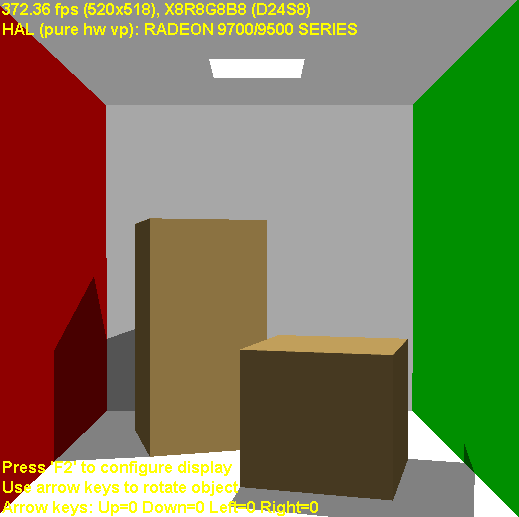 372.36 fps (520x518), X8R8G8B8 (D24S8)
HAL (pure hw vp): RADEON 9700/9500 SERIES
Press 'F2' to configure display
Use arrow keys to rotate object
Arrow keys: Up=0 Down=0 Left=0 Right=0